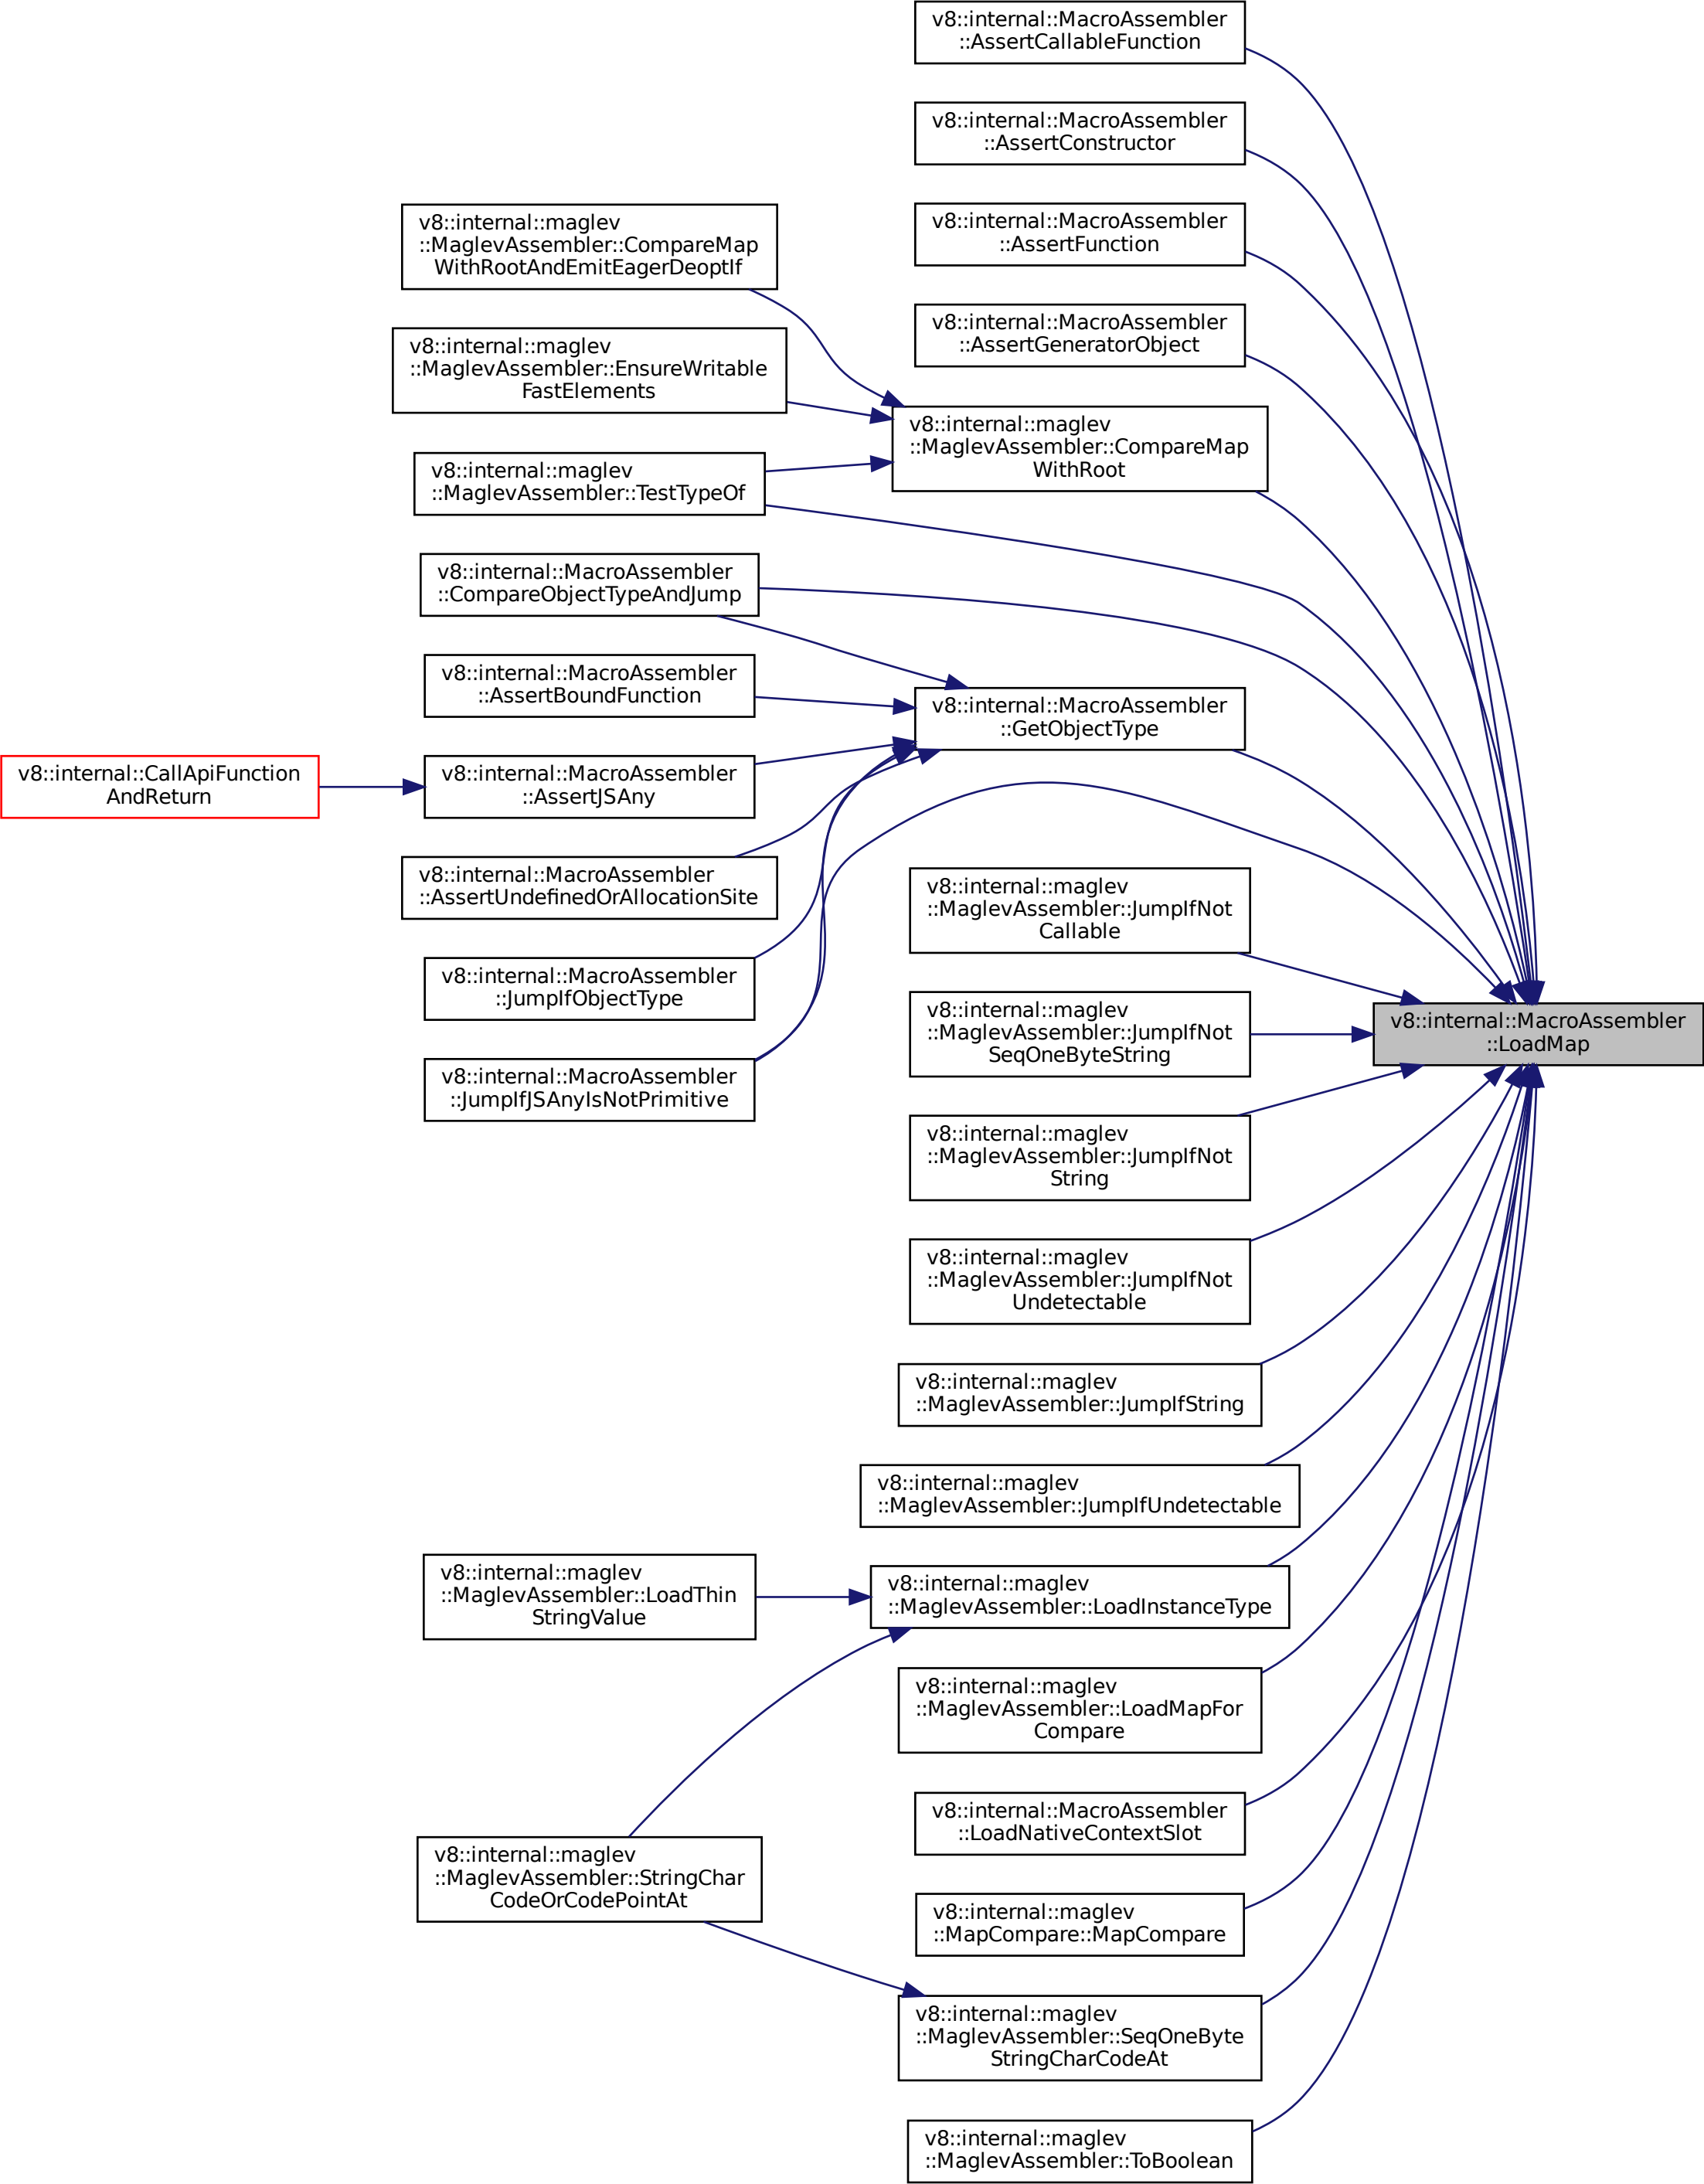 v8::internal::MacroAssembler
::AssertCallableFunction
v8::internal::MacroAssembler
::AssertConstructor
v8::internal::maglev
::MaglevAssembler::CompareMap
WithRootAndEmitEagerDeoptIf
v8::internal::MacroAssembler
::AssertFunction
v8::internal::MacroAssembler
::AssertGeneratorObject
v8::internal::maglev
::MaglevAssembler::EnsureWritable
FastElements
v8::internal::maglev
::MaglevAssembler::CompareMap
WithRoot
v8::internal::maglev
::MaglevAssembler::TestTypeOf
v8::internal::MacroAssembler
::CompareObjectTypeAndJump
v8::internal::MacroAssembler
::AssertBoundFunction
v8::internal::MacroAssembler
::GetObjectType
v8::internal::CallApiFunction
AndReturn
v8::internal::MacroAssembler
::AssertJSAny
v8::internal::MacroAssembler
::AssertUndefinedOrAllocationSite
v8::internal::maglev
::MaglevAssembler::JumpIfNot
Callable
v8::internal::MacroAssembler
::JumpIfObjectType
v8::internal::maglev
::MaglevAssembler::JumpIfNot
SeqOneByteString
v8::internal::MacroAssembler
::LoadMap
v8::internal::MacroAssembler
::JumpIfJSAnyIsNotPrimitive
v8::internal::maglev
::MaglevAssembler::JumpIfNot
String
v8::internal::maglev
::MaglevAssembler::JumpIfNot
Undetectable
v8::internal::maglev
::MaglevAssembler::JumpIfString
v8::internal::maglev
::MaglevAssembler::JumpIfUndetectable
v8::internal::maglev
::MaglevAssembler::LoadThin
StringValue
v8::internal::maglev
::MaglevAssembler::LoadInstanceType
v8::internal::maglev
::MaglevAssembler::LoadMapFor
Compare
v8::internal::MacroAssembler
::LoadNativeContextSlot
v8::internal::maglev
::MaglevAssembler::StringChar
CodeOrCodePointAt
v8::internal::maglev
::MapCompare::MapCompare
v8::internal::maglev
::MaglevAssembler::SeqOneByte
StringCharCodeAt
v8::internal::maglev
::MaglevAssembler::ToBoolean